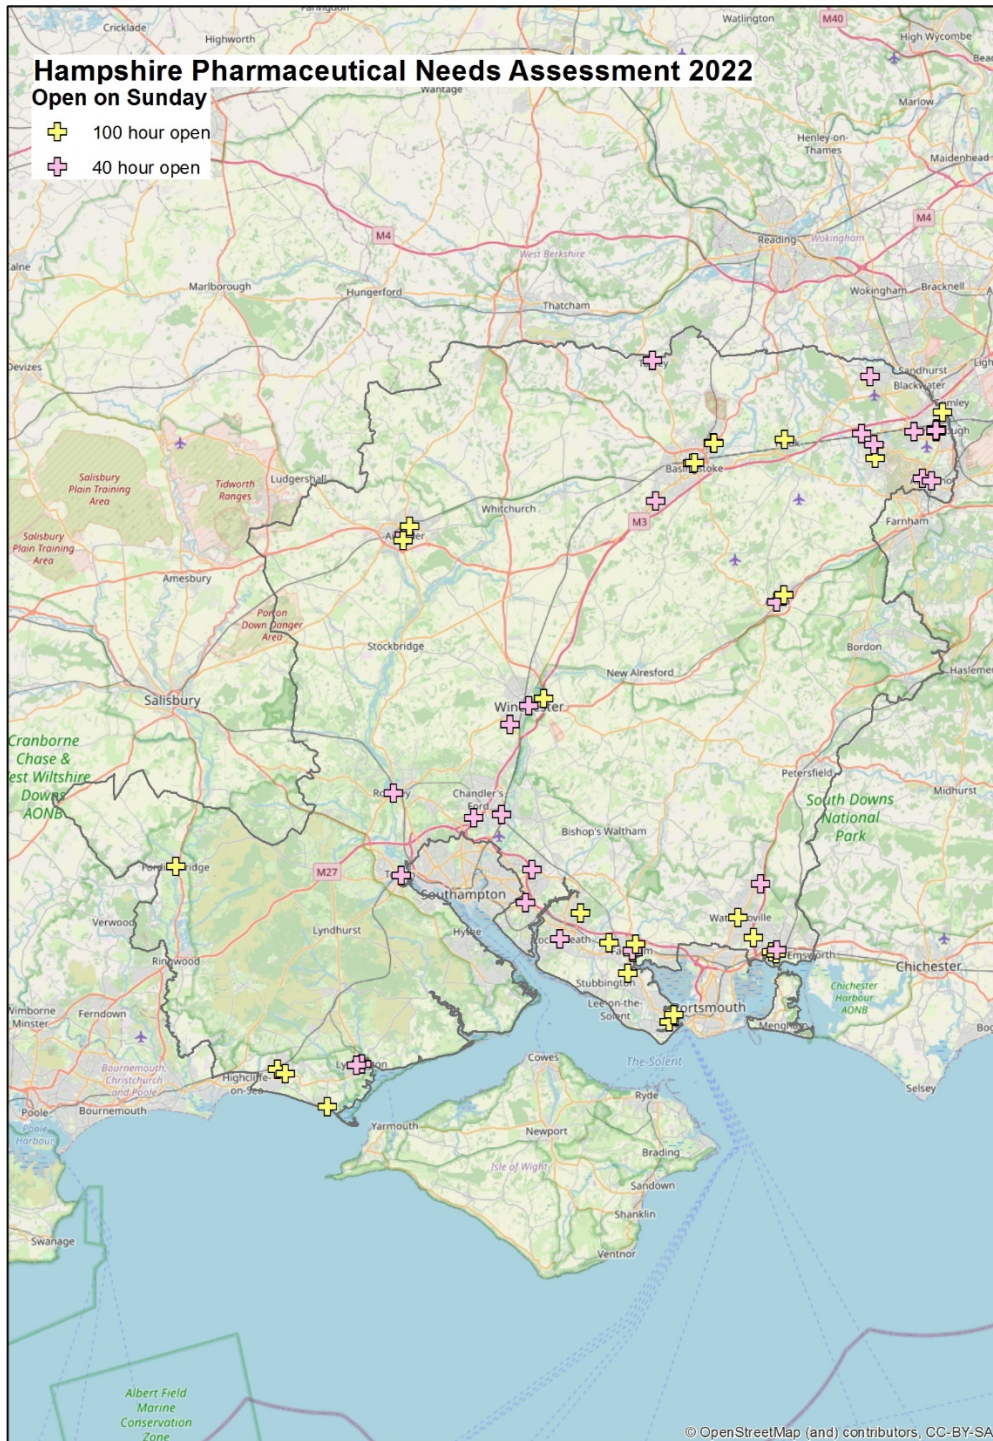 Cricklade
Faringdon
Watlington
M40
Highworth
High Wycombe
Hampshire Pharmaceutical Needs Assessment 2022
Open on Sunday
Wantage
Marlow
100 hour open
Henley-on-
Thames
40 hour open
Maidenhead
M4
M4
Reading
Wokingham
West Berkshire
Marlborough
Hungerford
Wokingham
Bracknell
Thatcham
Devizes
Sandhurst
Blackwater
Salisbury
Plain Training
Area
Tidworth
Ranges
Ludgershall
Whitchurch
M3
Salisbury
Plain Training
Area
Farnham
Amesbury
Porton
Down Danger
Area
Stockbridge
Bordon
New Alresford
Salisbury
Cranborne
Chase &
Downs
AONB
Petersfield
Midhurst
South Downs
National
Park
Chandler's
Ford
Bishop's Waltham
M27
Southampton
Verwood
Lyndhurst
Hythe
Emsworth
Ringwood
Chichester
Stubbington
Chichester
Harbour
AONB
Lee-on-the-
Solent
Minster
Ferndown
Bournemouth
Christchurch
and Poole
Highcliffe-
on-Sea
Cowes
The-Solent
Selsey
Poole
Bournemouth
Ryde
Poole
Harbour
Yarmouth
Newport
Brading
Isle of Wight
Sandown
Shanklin
Swanage
Ventnor
Albert Field
Marine
Conservation
Zone
© OpenStreetMap (and) contributors, CC-BY-SA